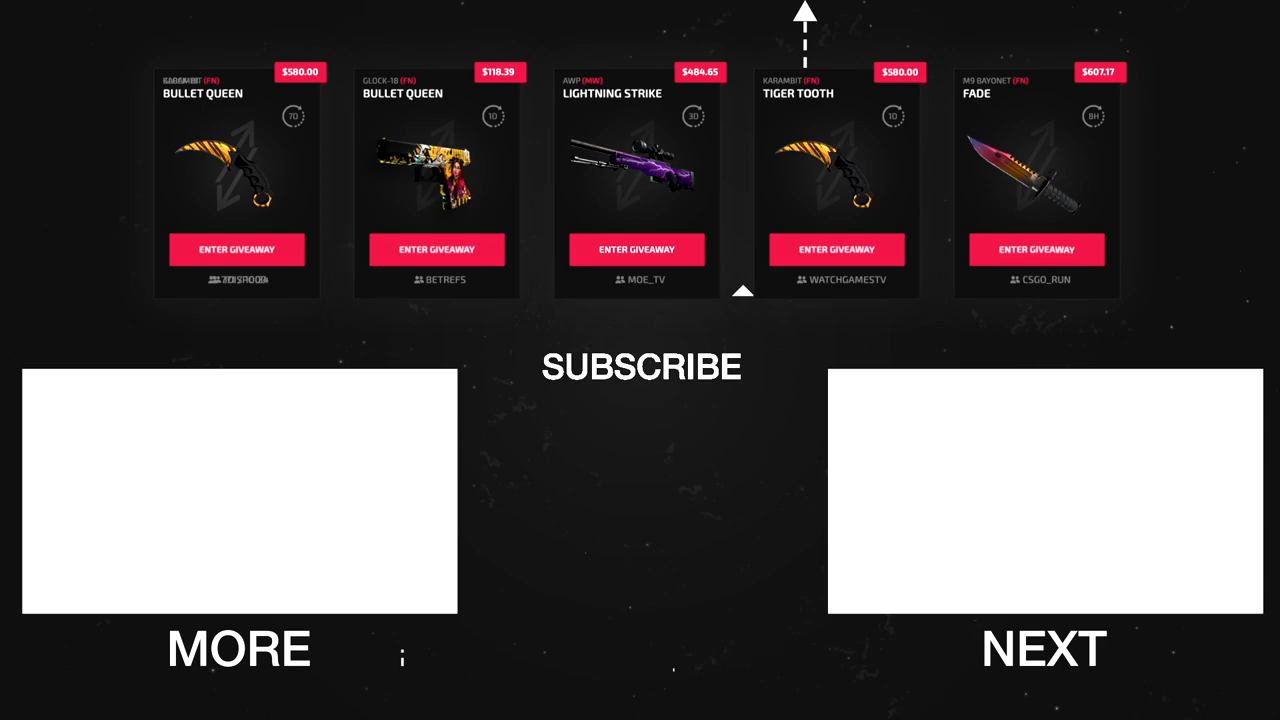 $580.00
(FN)
BULLET QUEEN
7D
ENTER GIVEAWAY
$118.39
GLOCK-18 (FN)
BULLET QUEEN
1D
ENTER GIVEAWAY
BETREFS
$484.65
AWP (MW)
LIGHTNING STRIKE
3D
ENTER GIVEAWAY
MOE_TV
$580.00
KARAMBIT (FN)
TIGER TOOTH
1D
ENTER GIVEAWAY
WATCHGAMESTV
$607.17
M9 BAYONET (FN)
FADE
8H
ENTER GIVEAWAY
CSGO_RUN
SUBSCRIBE
MORE
NEXT